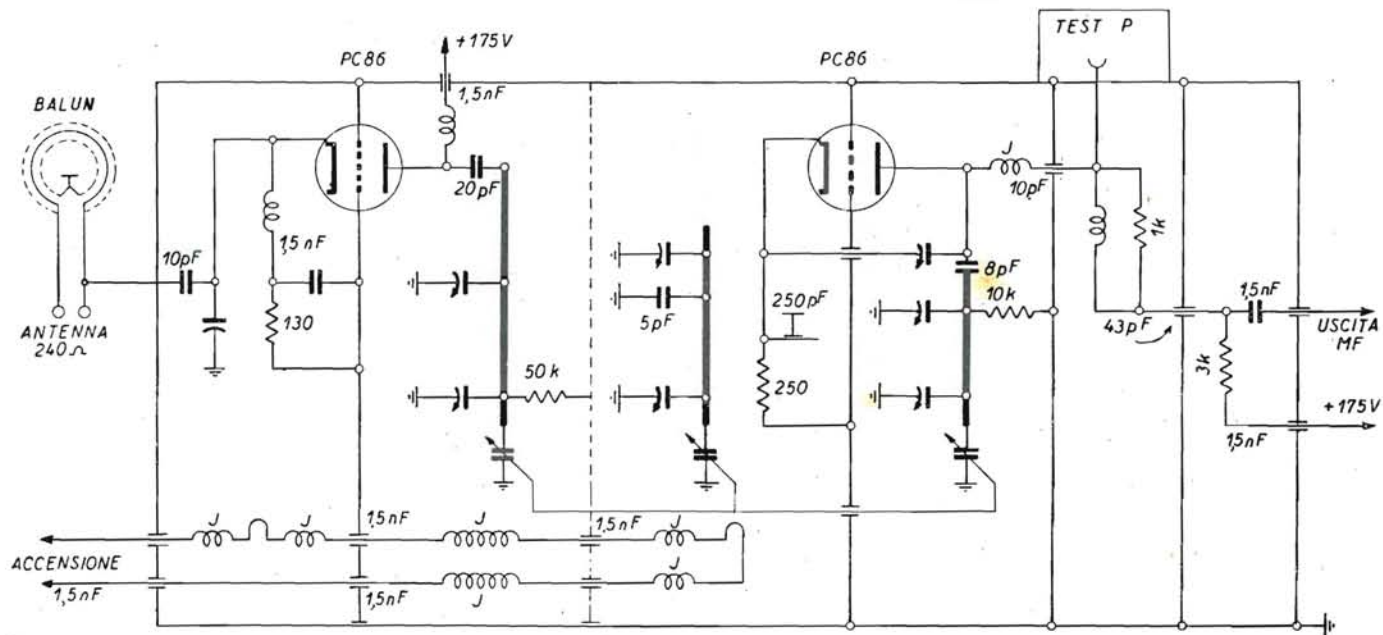 TEST P
+175V
PC86
PC86
1,5nF
BALUN
20pF
J
10pF
1k
1,5nF
10pF
8pF
10k
250pF
5pF
1,5nF
ANTENNA
240Ω
130
43pF
USCITA
MF
50k
250
3k
+175V
1,5nF
J
J
1,5nF
J
1,5nF
J
ACCENSIONE
1,5nF
1,5nF
J
J